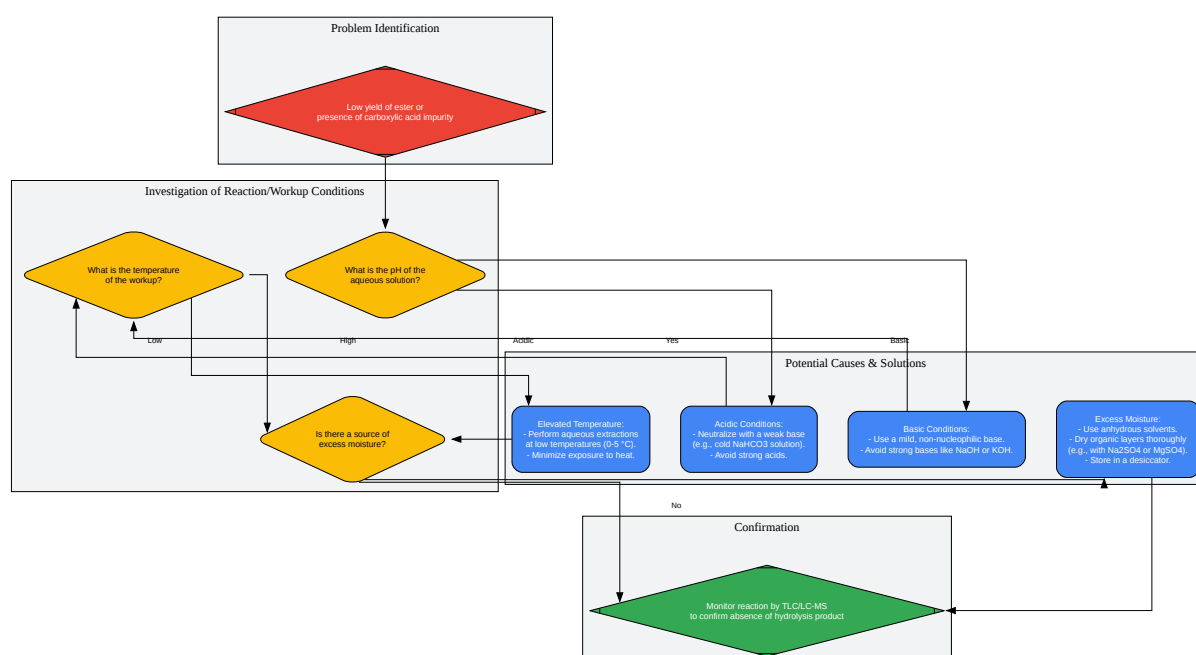 Problem Identification
Low yield of ester or
presence of carboxylic acid impurity
Investigation of Reaction/Workup Conditions
What is the temperature
of the workup?
What is the pH of the
aqueous solution?
Low
High
Acidic
Yes
Basic
Potential Causes & Solutions
Is there a source of
excess moisture?
Elevated Temperature:
- Perform aqueous extractions
at low temperatures (0-5 °C).
- Minimize exposure to heat.
Acidic Conditions:
- Neutralize with a weak base
(e.g., cold NaHCO3 solution).
- Avoid strong acids.
Basic Conditions:
- Use a mild, non-nucleophilic base.
- Avoid strong bases like NaOH or KOH.
Excess Moisture:
- Use anhydrous solvents.
- Dry organic layers thoroughly
(e.g., with Na2SO4 or MgSO4).
- Store in a desiccator.
No
Confirmation
Monitor reaction by TLC/LC-MS
to confirm absence of hydrolysis product